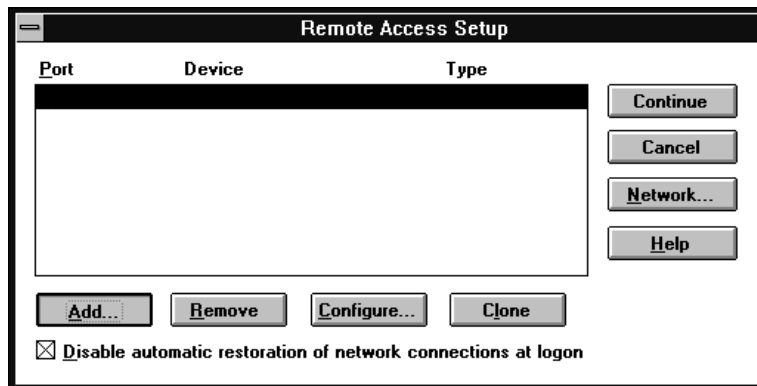 Remote Access Setup
Port Device Type
Continue
Cancel
Network...
Help
Add... Remove Configure... Clone
Disable automatic restoration of network connections at logon